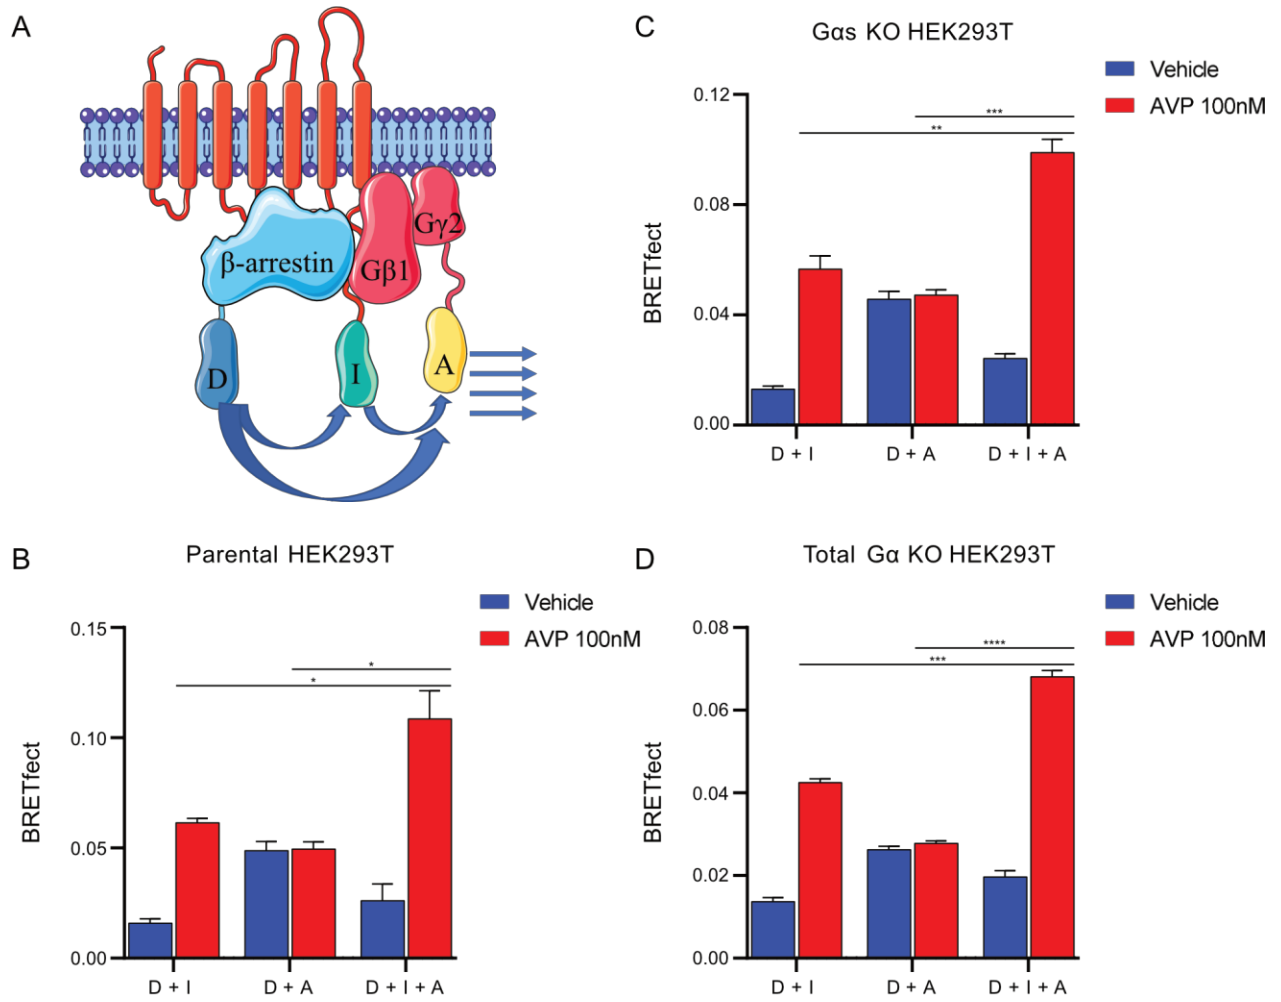 A
β-arrestin
Gβ1
Gγ2
D
I
A
B
Parental HEK293T
Vehicle
AVP 100nM
BRETfect
0.15
0.10
0.05
0.00
*
*
D + I
D + A
D + I + A
C
Gαs KO HEK293T
Vehicle
AVP 100nM
BRETfect
0.12
0.08
0.04
0.00
***
**
D + I
D + A
D + I + A
D
Total Gα KO HEK293T
Vehicle
AVP 100nM
BRETfect
0.08
0.06
0.04
0.02
0.00
****
***
D + I
D + A
D + I + A